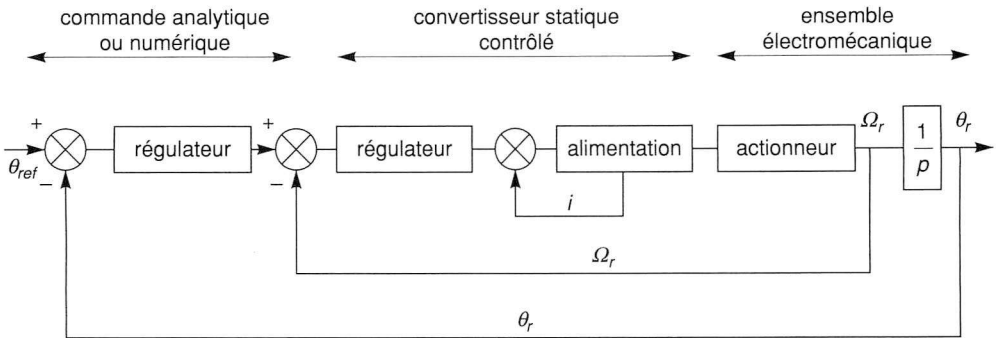 commande analytique
ou numérique
convertisseur statique
contrôlé
ensemble
électromécanique
+
θref
−
régulateur
+
−
régulateur
alimentation
actionneur
Ωr
1
p
θr
i
Ωr
θr